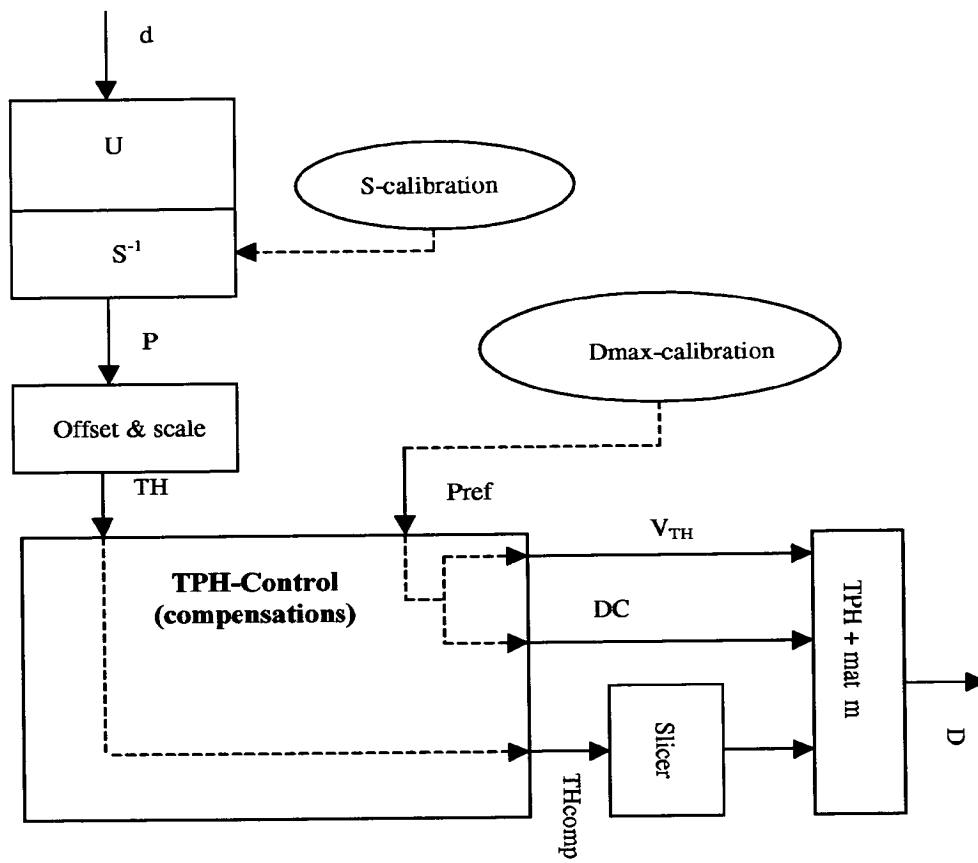 d
U
S-calibration
S⁻¹
P
Dmax-calibration
Offset & scale
TH
Pref
V_TH
TPH-Control
(compensations)
DC
TPH + mat m
Slicer
D
THcomp